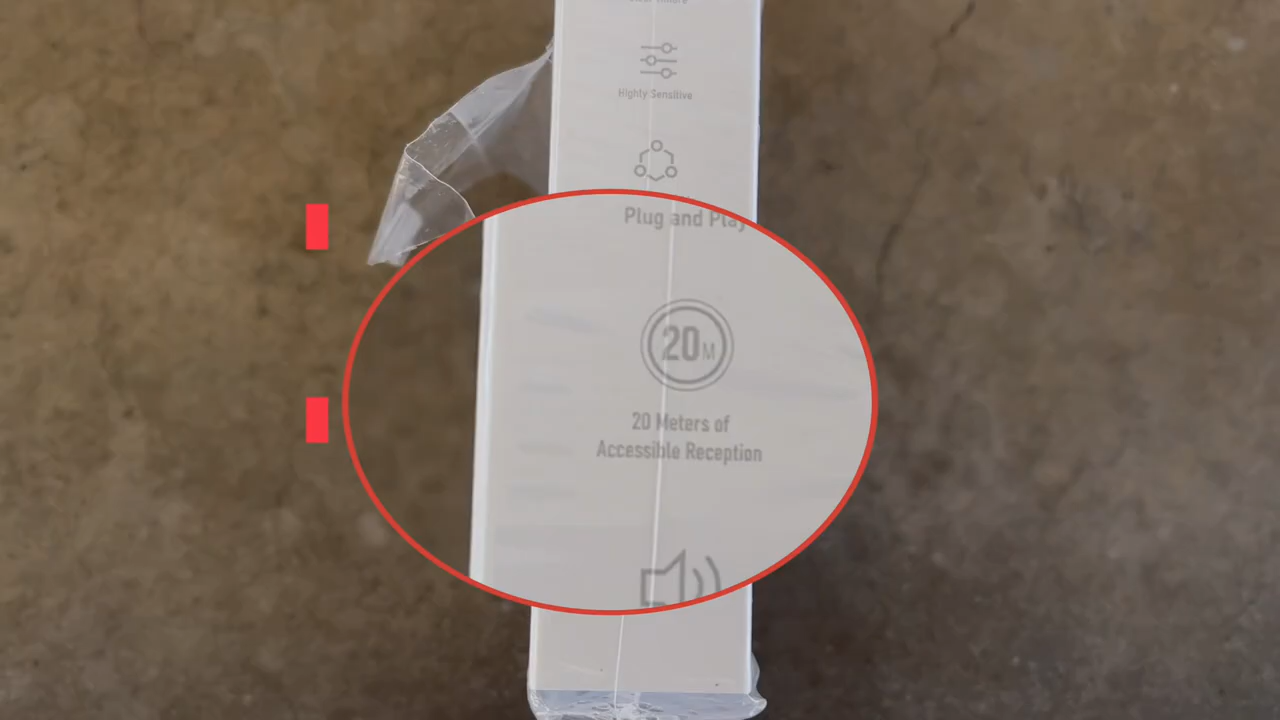 Highly Sensitive
Plug and Play
20M
20 Meters of
Accessible Reception